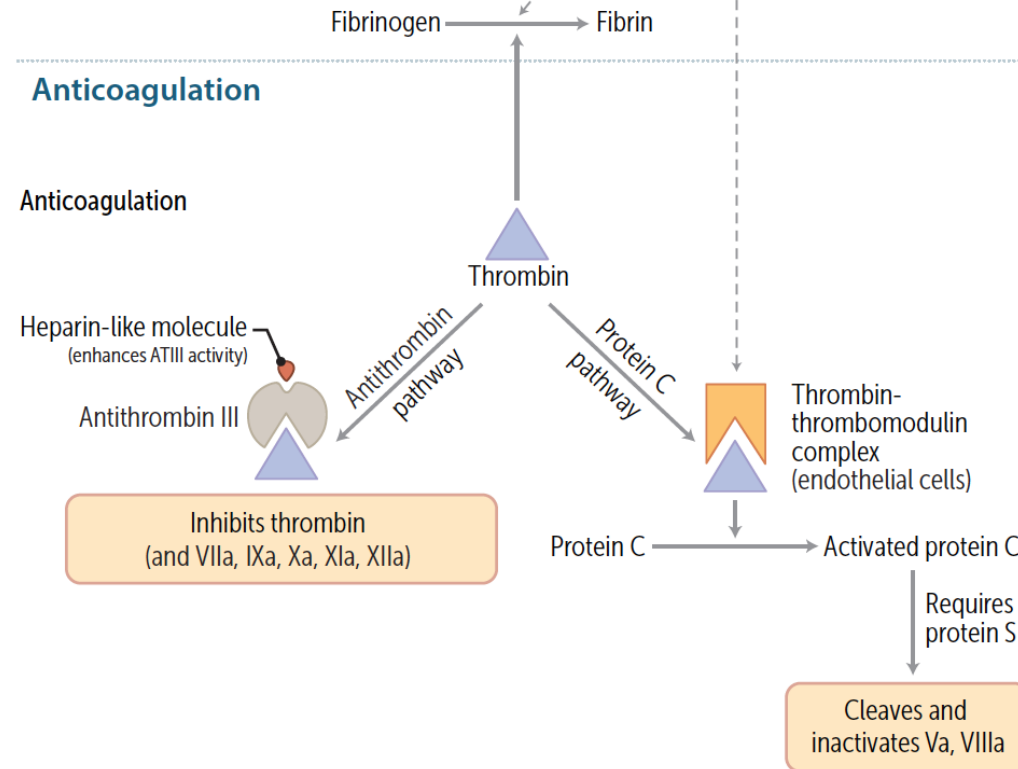 Fibrinogen
Fibrin
Anticoagulation
Anticoagulation
Thrombin
Heparin-like molecule
(enhances ATIII activity)
Antithrombin
pathway
Protein C
pathway
Antithrombin III
Thrombin-
thrombomodulin
complex
(endothelial cells)
Inhibits thrombin
(and VIIa, IXa, Xa, XIa, XIIa)
Protein C
Activated protein C
Requires
protein S
Cleaves and
inactivates Va, VIIIa